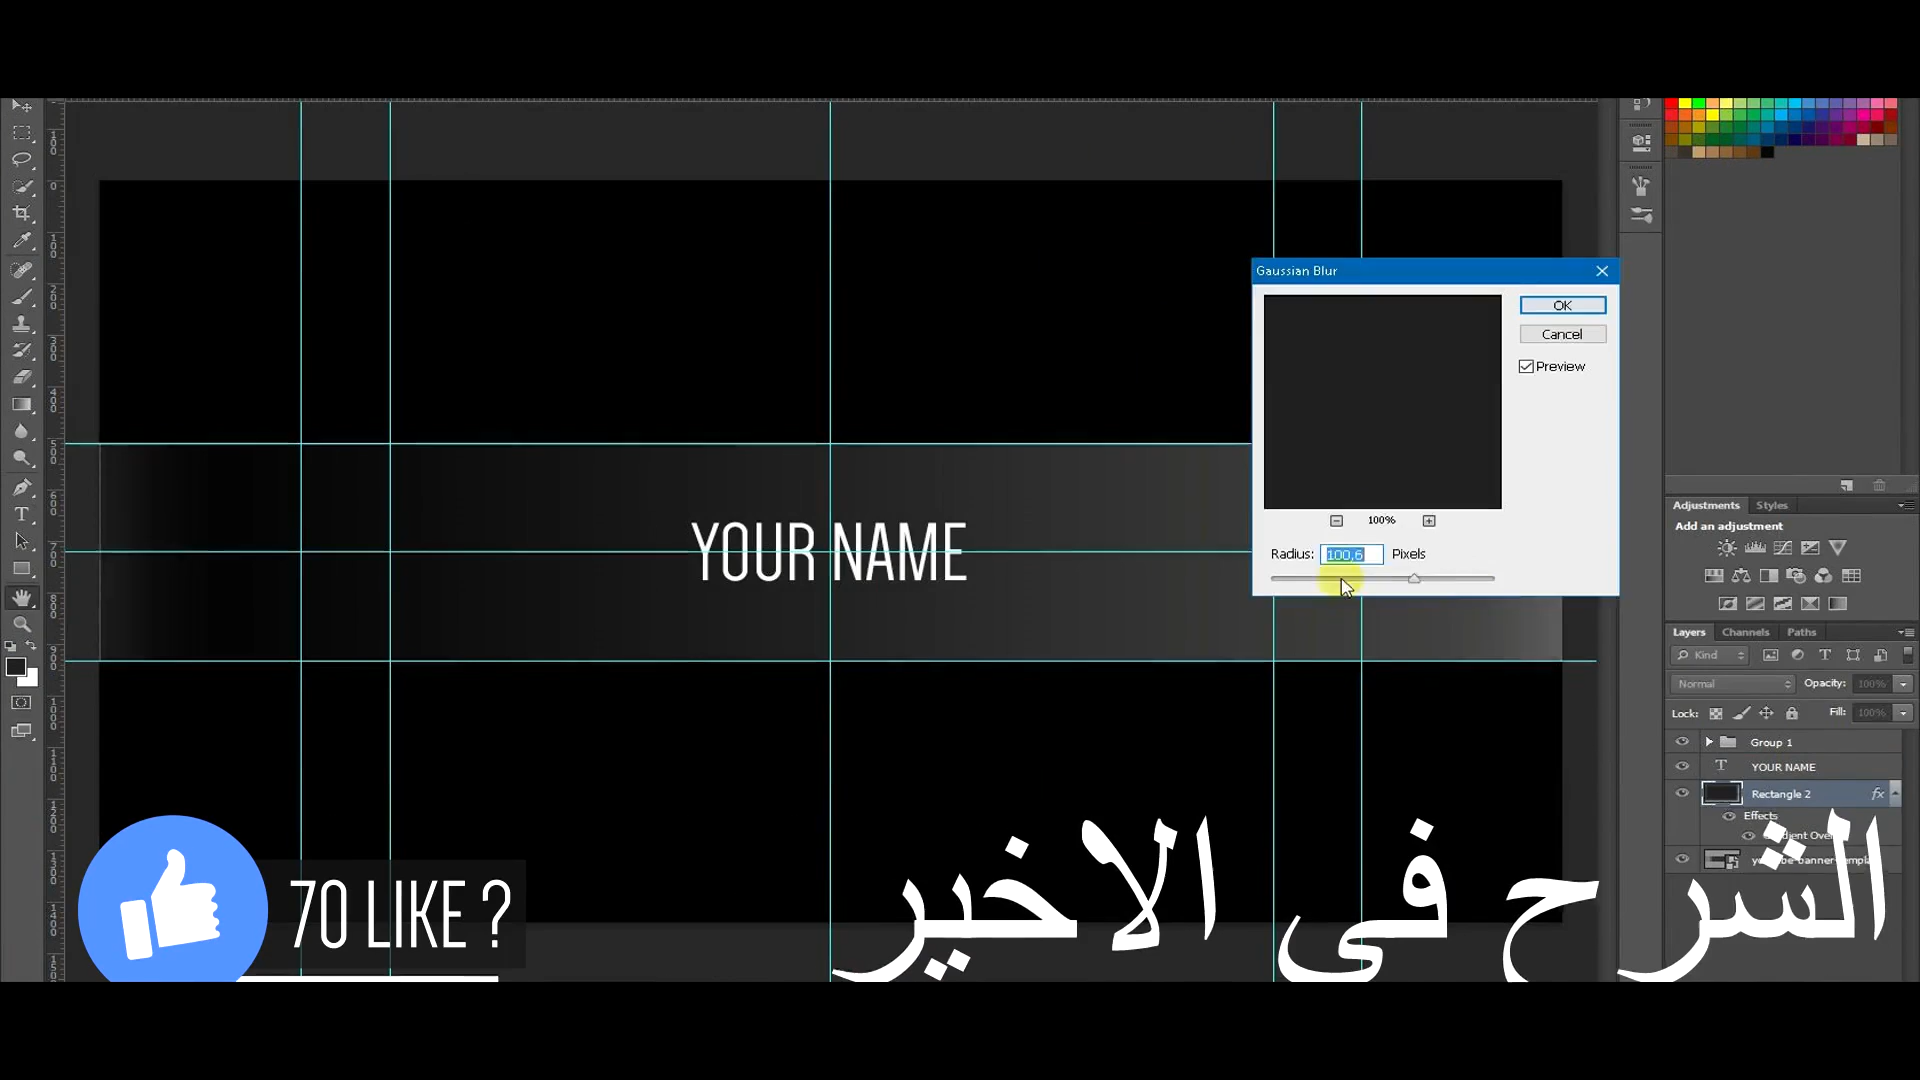 Gaussian Blur
OK
Cancel
Preview
100%
Radius: 100,6 Pixels
YOUR NAME
Adjustments Styles
Add an adjustment
Layers Channels Paths
Kind
Normal Opacity: 100%
Lock: Fill: 100%
Group 1
YOUR NAME
Rectangle 2 fx
Effects
70 LIKE ?
الشرح في الاخير